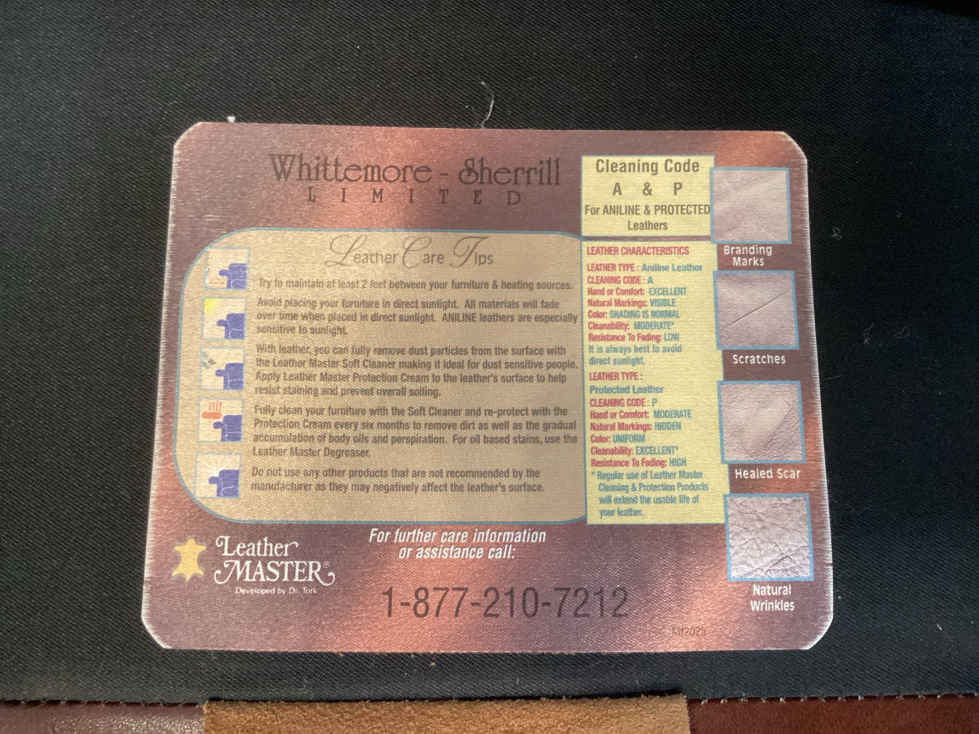 Whittemore - Sherrill
LIMITED
Leather Care Tips
Try to maintain at least 2 feet between your furniture & heating sources.
Avoid placing your furniture in direct sunlight. All materials will fade
over time when placed in direct sunlight. ANILINE leathers are especially
sensitive to sunlight.
With leather, you can fully remove dust particles from the surface with
the Leather Master Soft Cleaner making it ideal for dust sensitive people.
Apply Leather Master Protection Cream to the leather's surface to help
resist staining and prevent overall soiling.
Fully clean your furniture with the Soft Cleaner and re-protect with the
Protection Cream every six months to remove dirt as well as the gradual
accumulation of body oils and perspiration. For oil based stains, use the
Leather Master Degreaser.
Do not use any other products that are not recommended by the
manufacturer as they may negatively affect the leather's surface.
Cleaning Code
A & P
For ANILINE & PROTECTED
Leathers
LEATHER CHARACTERISTICS
LEATHER TYPE : Aniline Leather
CLEANING CODE : A
Hand or Comfort: EXCELLENT
Natural Markings: VISIBLE
Color: SHADING IS NORMAL
Cleanability: MODERATE*
Resistance To Fading: LOW
It is always best to avoid
direct sunlight.
LEATHER TYPE :
Protected Leather
CLEANING CODE : P
Hand or Comfort: MODERATE
Natural Markings: HIDDEN
Color: UNIFORM
Cleanability: EXCELLENT*
Resistance To Fading: HIGH
* Regular use of Leather Master
Cleaning & Protection Products
will extend the usable life of
your leather.
Branding
Marks
Scratches
Healed Scar
Natural
Wrinkles
Leather
MASTER®
Developed by Dr. Tork
For further care information
or assistance call:
1-877-210-7212